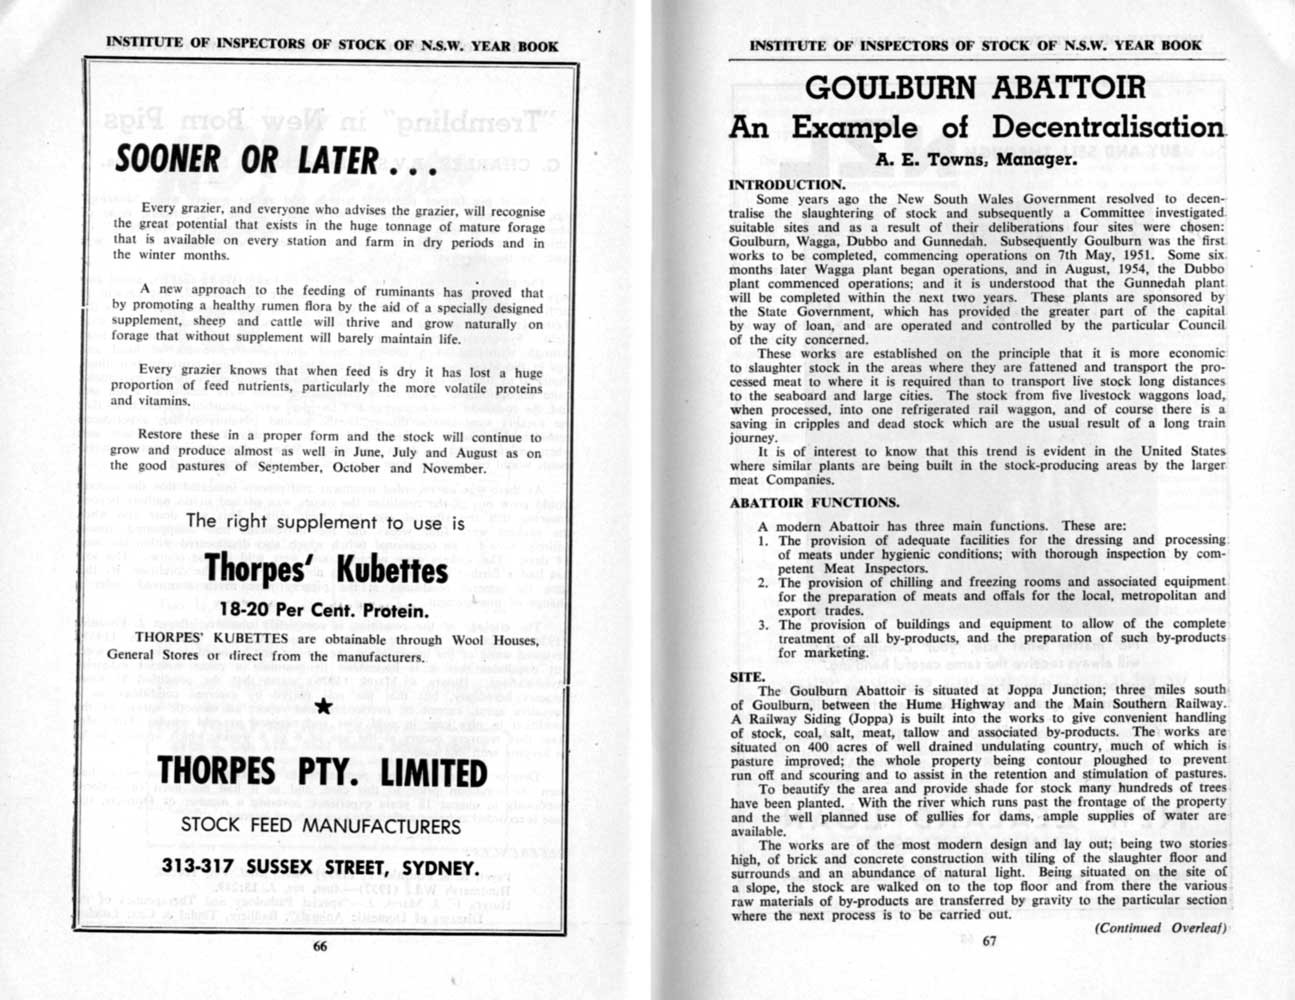 INSTITUTE OF INSPECTORS OF STOCK OF N.S.W. YEAR BOOK
SOONER OR LATER . . .
Every grazier, and everyone who advises the grazier, will recognise
the great potential that exists in the huge tonnage of mature forage
that is available on every station and farm in dry periods and in
the winter months.
A new approach to the feeding of ruminants has proved that
by promoting a healthy rumen flora by the aid of a specially designed
supplement, sheep and cattle will thrive and grow naturally on
forage that without supplement will barely maintain life.
Every grazier knows that when feed is dry it has lost a huge
proportion of feed nutrients, particularly the more volatile proteins
and vitamins.
Restore these in a proper form and the stock will continue to
grow and produce almost as well in June, July and August as on
the good pastures of September, October and November.
The right supplement to use is
Thorpes' Kubettes
18-20 Per Cent. Protein.
THORPES' KUBETTES are obtainable through Wool Houses,
General Stores or direct from the manufacturers.
★
THORPES PTY. LIMITED
STOCK FEED MANUFACTURERS
313-317 SUSSEX STREET, SYDNEY.
66
INSTITUTE OF INSPECTORS OF STOCK OF N.S.W. YEAR BOOK
GOULBURN ABATTOIR
An Example of Decentralisation
A. E. Towns, Manager.
INTRODUCTION.
Some years ago the New South Wales Government resolved to decen-
tralise the slaughtering of stock and subsequently a Committee investigated
suitable sites and as a result of their deliberations four sites were chosen:
Goulburn, Wagga, Dubbo and Gunnedah. Subsequently Goulburn was the first
works to be completed, commencing operations on 7th May, 1951. Some six
months later Wagga plant began operations, and in August, 1954, the Dubbo
plant commenced operations; and it is understood that the Gunnedah plant
will be completed within the next two years. These plants are sponsored by
the State Government, which has provided the greater part of the capital
by way of loan, and are operated and controlled by the particular Council
of the city concerned.
These works are established on the principle that it is more economic
to slaughter stock in the areas where they are fattened and transport the pro-
cessed meat to where it is required than to transport live stock long distances
to the seaboard and large cities. The stock from five livestock waggons load,
when processed, into one refrigerated rail waggon, and of course there is a
saving in cripples and dead stock which are the usual result of a long train
journey.
It is of interest to know that this trend is evident in the United States
where similar plants are being built in the stock-producing areas by the larger
meat Companies.
ABATTOIR FUNCTIONS.
A modern Abattoir has three main functions. These are:
1. The provision of adequate facilities for the dressing and processing
of meats under hygienic conditions; with thorough inspection by com-
petent Meat Inspectors.
2. The provision of chilling and freezing rooms and associated equipment
for the preparation of meats and offals for the local, metropolitan and
export trades.
3. The provision of buildings and equipment to allow of the complete
treatment of all by-products, and the preparation of such by-products
for marketing.
SITE.
The Goulburn Abattoir is situated at Joppa Junction; three miles south
of Goulburn, between the Hume Highway and the Main Southern Railway.
A Railway Siding (Joppa) is built into the works to give convenient handling
of stock, coal, salt, meat, tallow and associated by-products. The works are
situated on 400 acres of well drained undulating country, much of which is
pasture improved; the whole property being contour ploughed to prevent
run off and scouring and to assist in the retention and stimulation of pastures.
To beautify the area and provide shade for stock many hundreds of trees
have been planted. With the river which runs past the frontage of the property
and the well planned use of gullies for dams, ample supplies of water are
available.
The works are of the most modern design and lay out; being two stories
high, of brick and concrete construction with tiling of the slaughter floor and
surrounds and an abundance of natural light. Being situated on the site of
a slope, the stock are walked on to the top floor and from there the various
raw materials of by-products are transferred by gravity to the particular section
where the next process is to be carried out.
(Continued Overleaf)
67